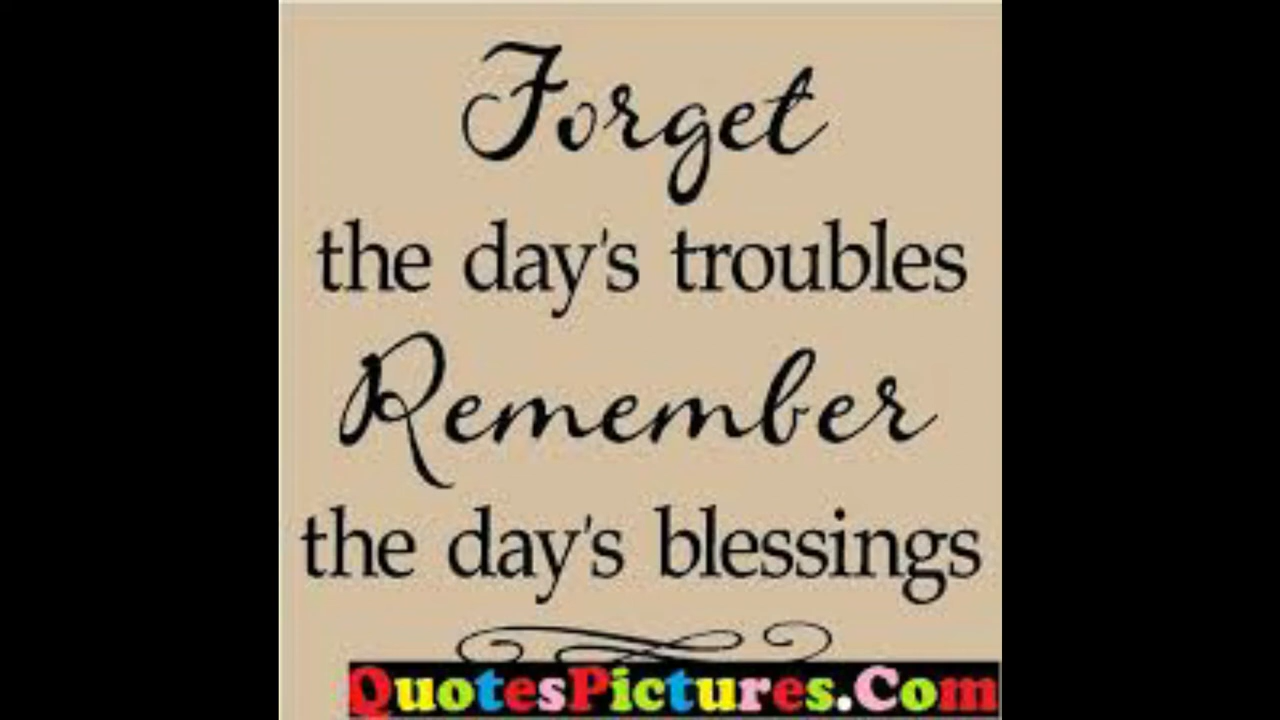 Forget
the day's troubles
Remember
the day's blessings
QuotesPictures.Com